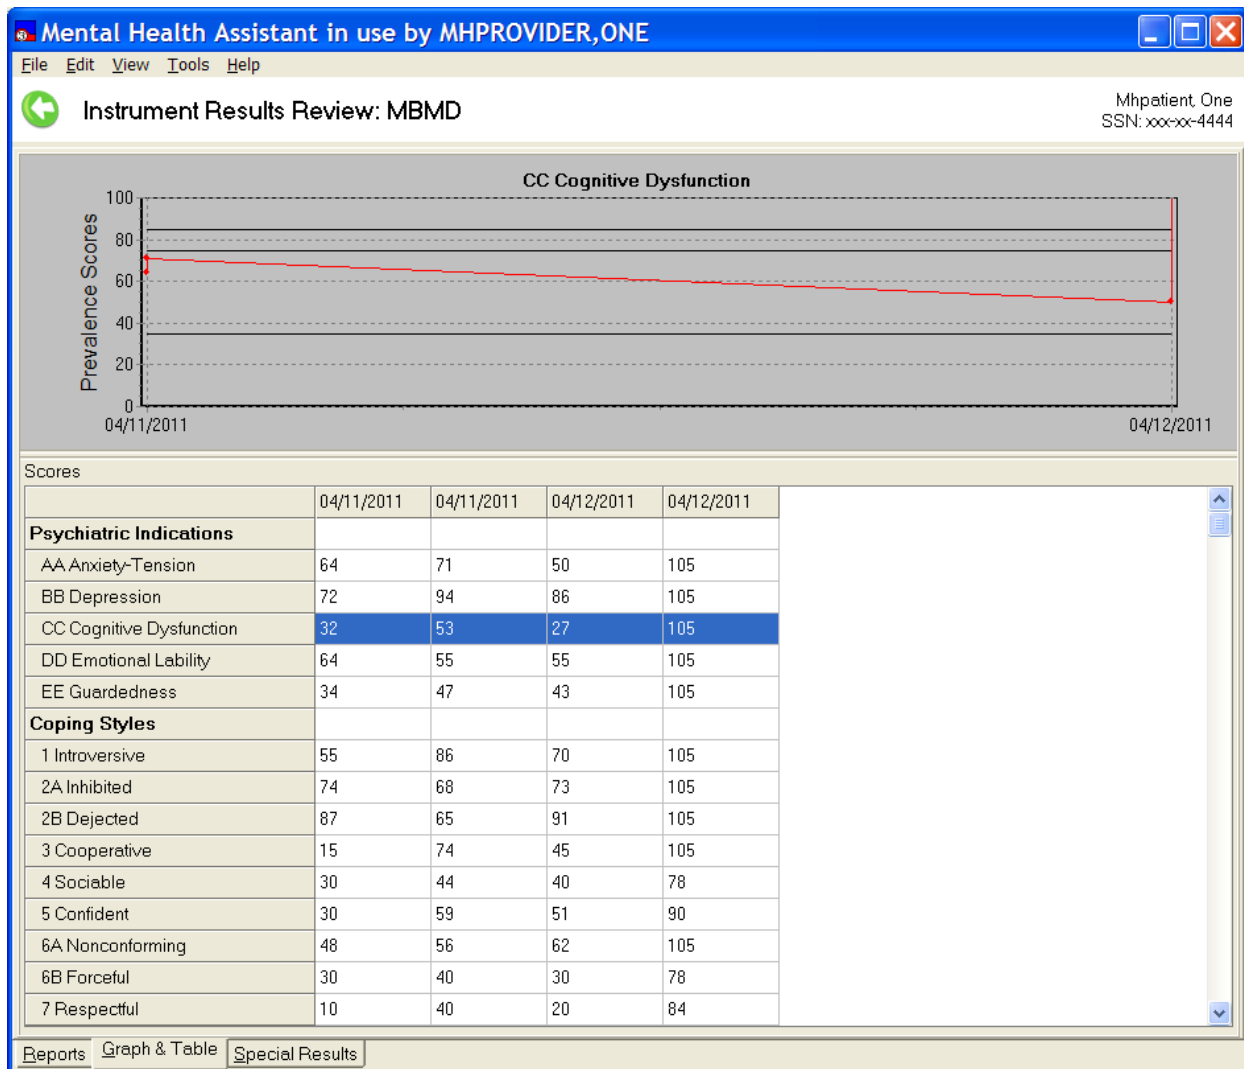 Mental Health Assistant in use by MHPROVIDER,ONE
File Edit View Tools Help
Instrument Results Review: MBMD
Mhpatient, One
SSN: xxx-xx-4444
CC Cognitive Dysfunction
Prevalence Scores
100
80
60
40
20
0
04/11/2011 04/12/2011
Scores
04/11/2011 04/11/2011 04/12/2011 04/12/2011
Psychiatric Indications
AA Anxiety-Tension 64 71 50 105
BB Depression 72 94 86 105
CC Cognitive Dysfunction 32 53 27 105
DD Emotional Lability 64 55 55 105
EE Guardedness 34 47 43 105
Coping Styles
1 Introversive 55 86 70 105
2A Inhibited 74 68 73 105
2B Dejected 87 65 91 105
3 Cooperative 15 74 45 105
4 Sociable 30 44 40 78
5 Confident 30 59 51 90
6A Nonconforming 48 56 62 105
6B Forceful 30 40 30 78
7 Respectful 10 40 20 84
Reports Graph & Table Special Results